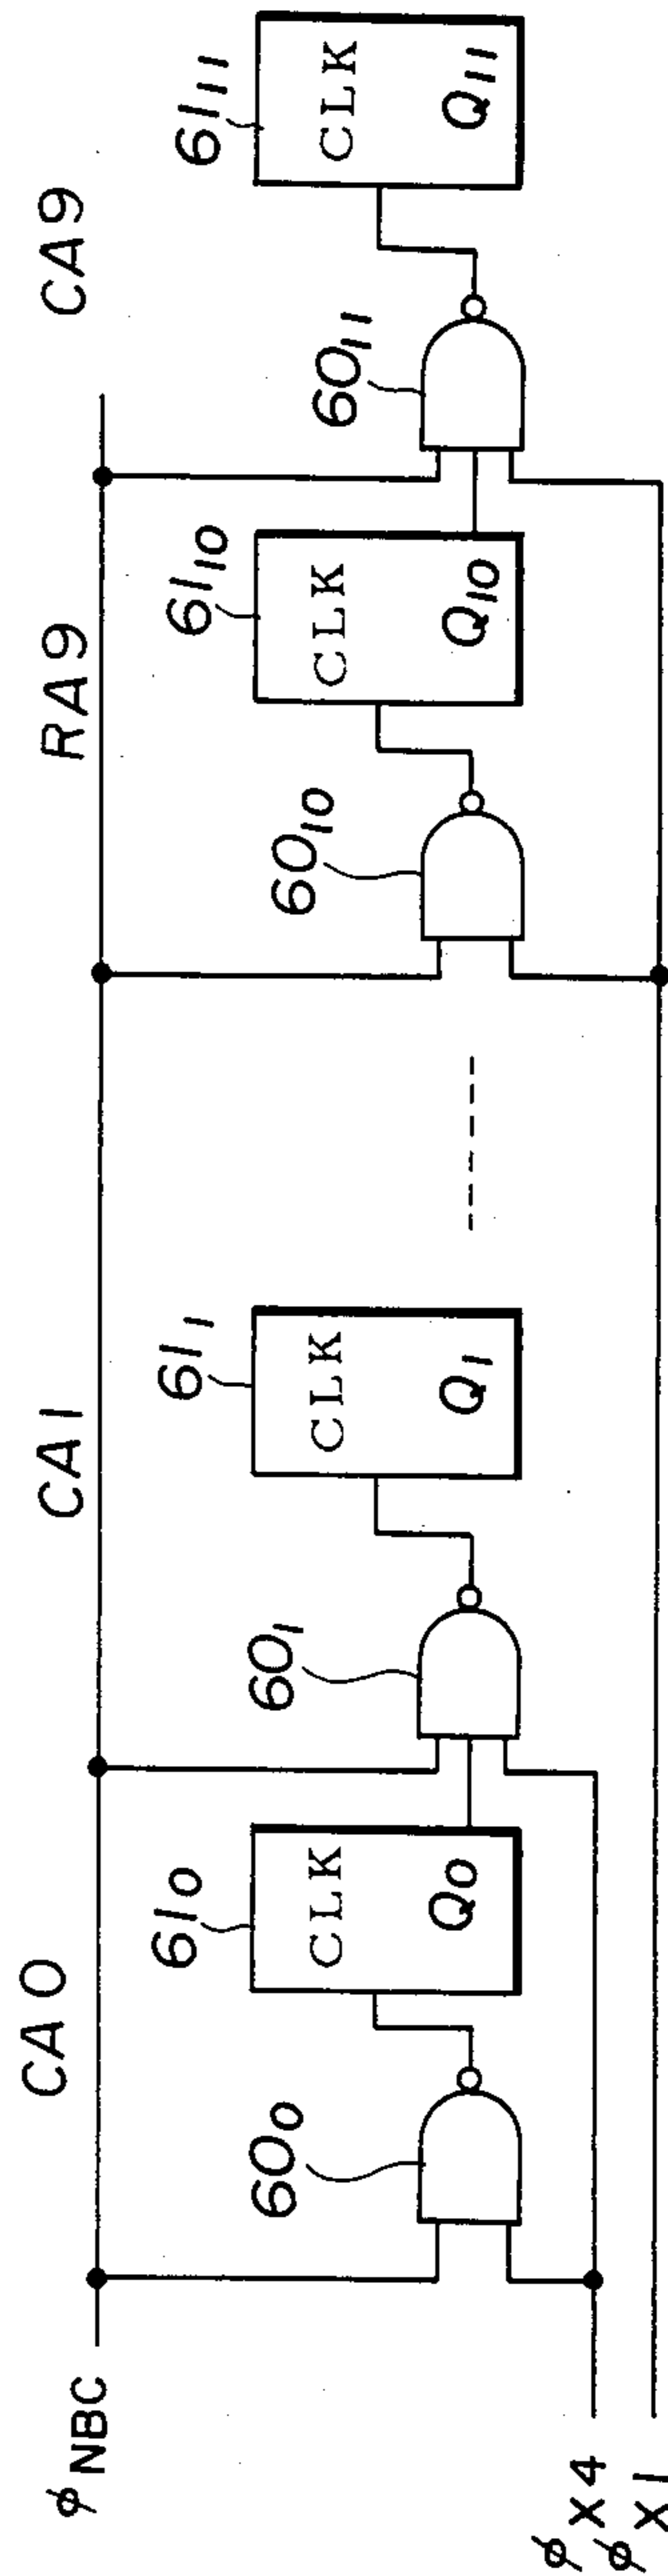 CA0 CA1 RA9 CA9
φNBC
60₀ 61₀ 60₁ 61₁ 60₁₀ 61₁₀ 60₁₁ 61₁₁
CLK CLK CLK CLK
Q₀ Q₁ Q₁₀ Q₁₁
φX4
φX1